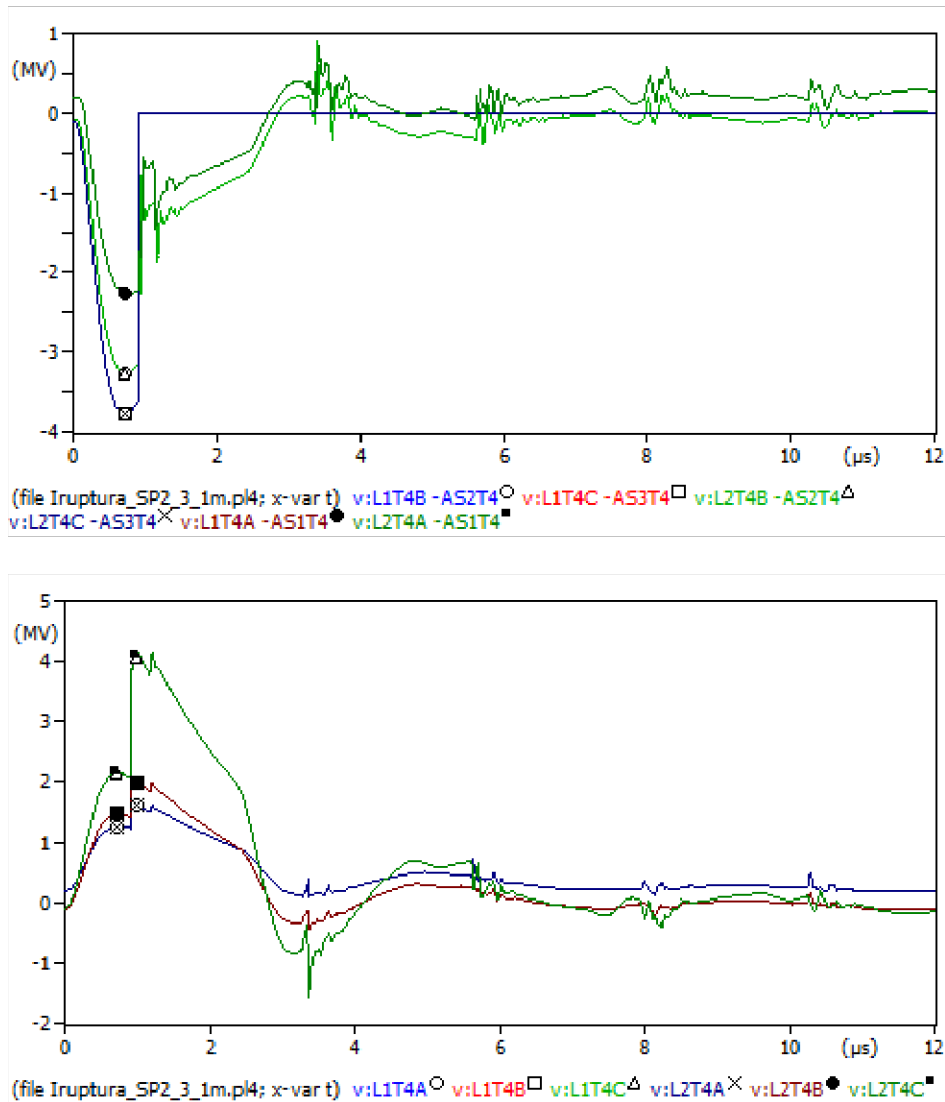 1
(MV)
0
-1
-2
-3
-4
0 2 4 6 8 10 (µs) 12
(file Iruptura_SP2_3_1m.pl4; x-var t) v:L1T4B -AS2T4 v:L1T4C -AS3T4 v:L2T4B -AS2T4
v:L2T4C -AS3T4 v:L1T4A -AS1T4 v:L2T4A -AS1T4
5
(MV)
4
3
2
1
0
-1
-2
0 2 4 6 8 10 (µs) 12
(file Iruptura_SP2_3_1m.pl4; x-var t) v:L1T4A v:L1T4B v:L1T4C v:L2T4A v:L2T4B v:L2T4C